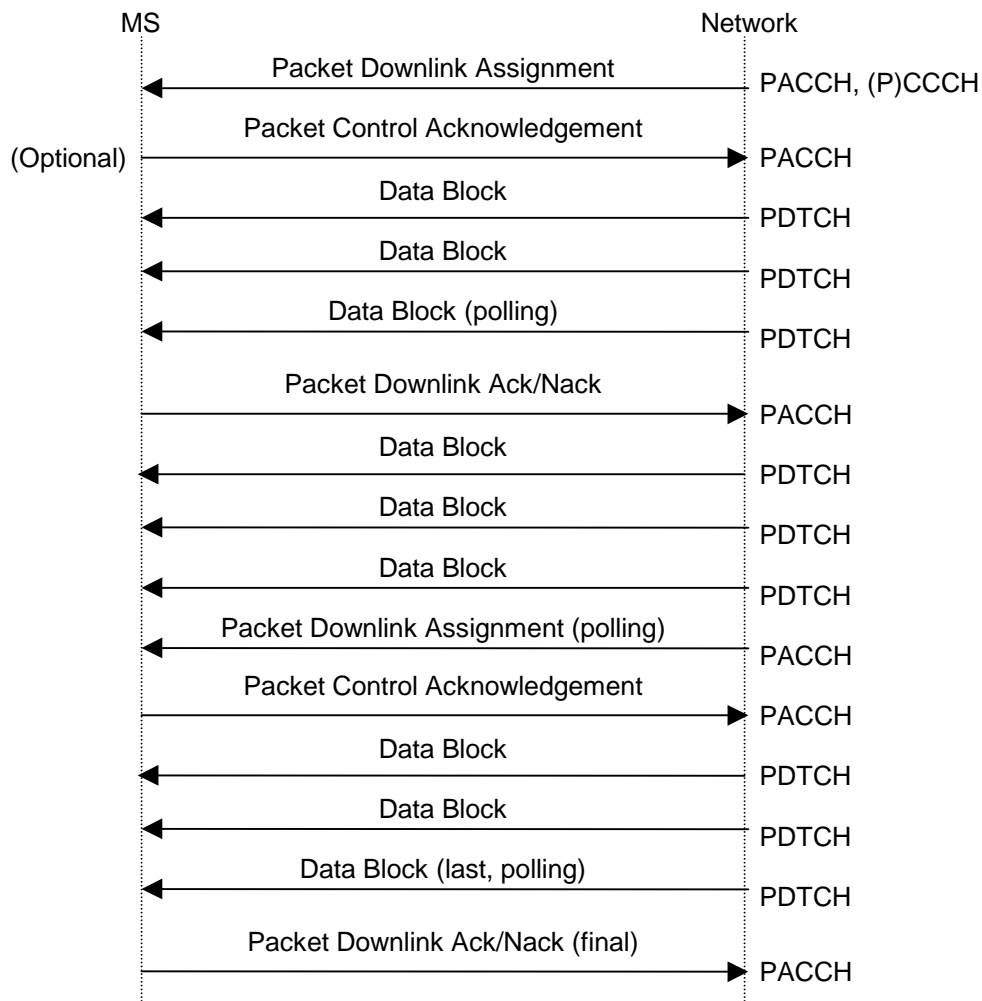 MS Network
Packet Downlink Assignment
PACCH, (P)CCCH
Packet Control Acknowledgement
(Optional) PACCH
Data Block
PDTCH
Data Block
PDTCH
Data Block (polling)
PDTCH
Packet Downlink Ack/Nack
PACCH
Data Block
PDTCH
Data Block
PDTCH
Data Block
PDTCH
Packet Downlink Assignment (polling)
PACCH
Packet Control Acknowledgement
PACCH
Data Block
PDTCH
Data Block
PDTCH
Data Block (last, polling)
PDTCH
Packet Downlink Ack/Nack (final)
PACCH